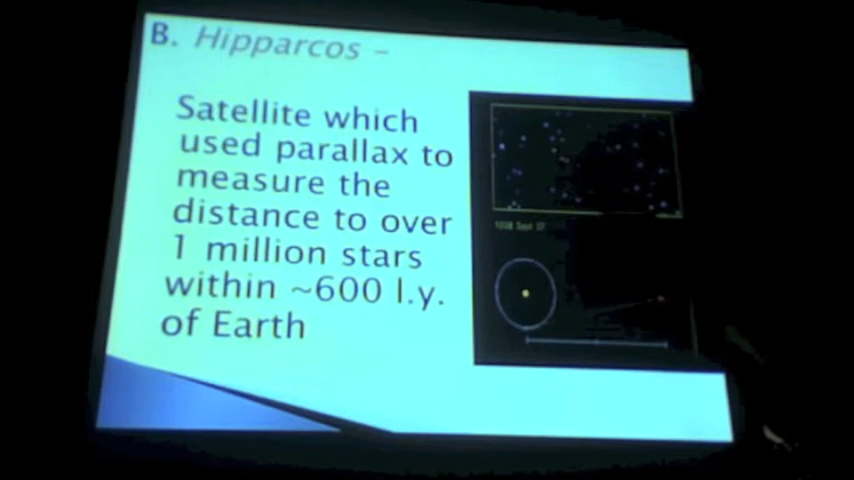 B. Hipparcos –
Satellite which
used parallax to
measure the
distance to over
1 million stars
within ~600 l.y.
of Earth